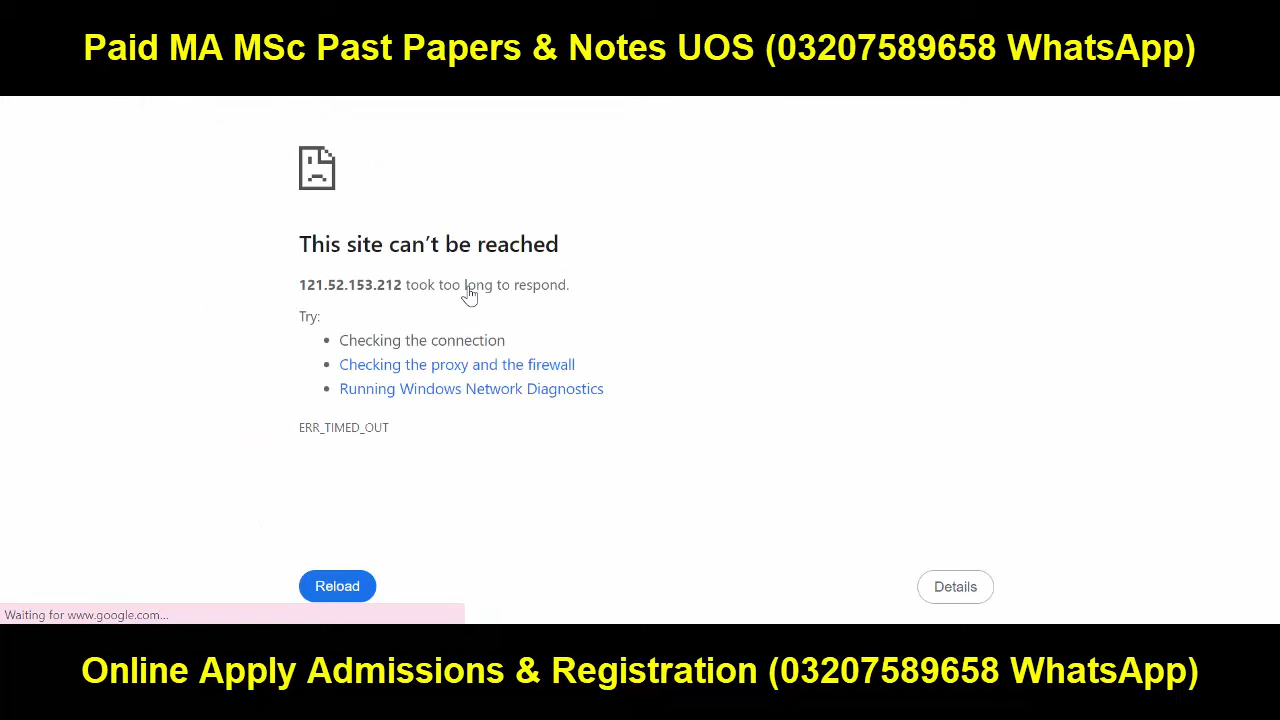 Paid MA MSc Past Papers & Notes UOS (03207589658 WhatsApp)
This site can’t be reached
121.52.153.212 took too long to respond.
Try:
Checking the connection
Checking the proxy and the firewall
Running Windows Network Diagnostics
ERR_TIMED_OUT
Reload
Details
Waiting for www.google.com...
Online Apply Admissions & Registration (03207589658 WhatsApp)